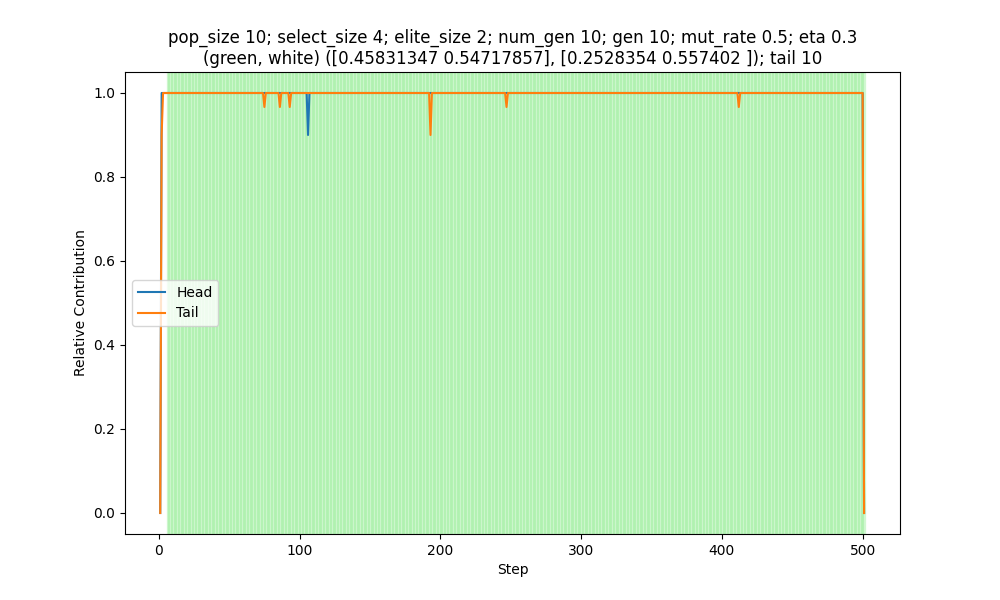 pop_size 10; select_size 4; elite_size 2; num_gen 10; gen 10; mut_rate 0.5; eta 0.3
(green, white) ([0.45831347 0.54717857], [0.2528354 0.557402 ]); tail 10
1.0
0.8
0.6
0.4
0.2
0.0
Relative Contribution
Head
Tail
0 100 200 300 400 500
Step